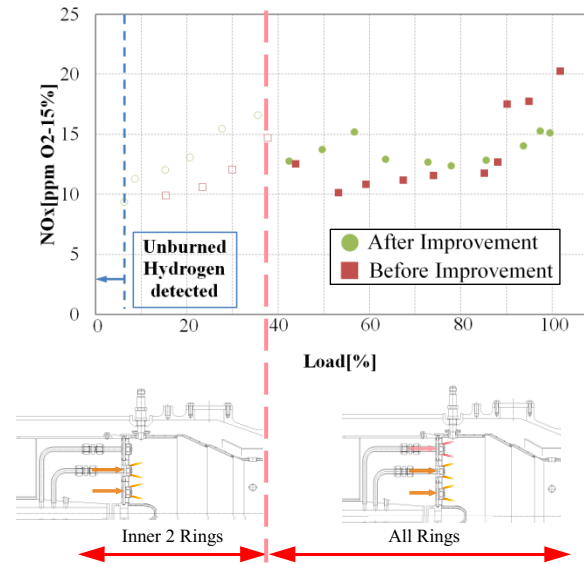 25
20
15
10
5
0
NOx[ppm O2-15%]
Unburned
Hydrogen
detected
After Improvement
Before Improvement
0 20 40 60 80 100
Load[%]
Inner 2 Rings
All Rings